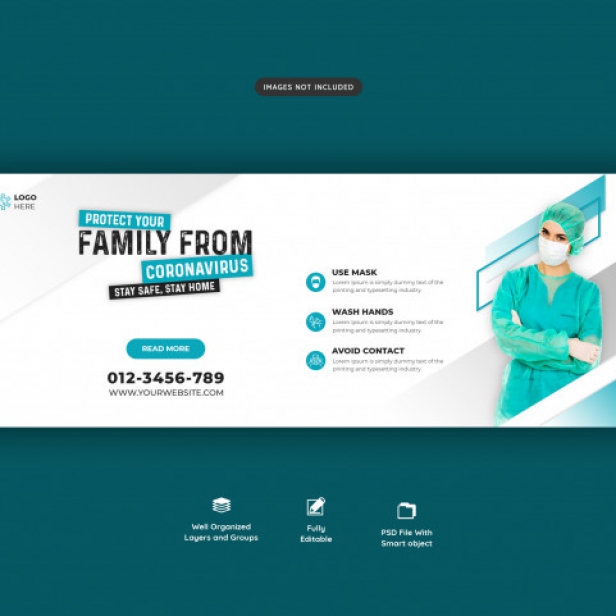 IMAGES NOT INCLUDED
LOGO
HERE
PROTECT YOUR
FAMILY FROM
CORONAVIRUS
STAY SAFE, STAY HOME
READ MORE
012-3456-789
WWW.YOURWEBSITE.COM
USE MASK
Lorem Ipsum is simply dummy text of the
printing and typesetting industry
WASH HANDS
Lorem Ipsum is simply dummy text of the
printing and typesetting industry
AVOID CONTACT
Lorem Ipsum is simply dummy text of the
printing and typesetting industry
Well Organized
Layers and Groups
Fully
Editable
PSD File With
Smart object